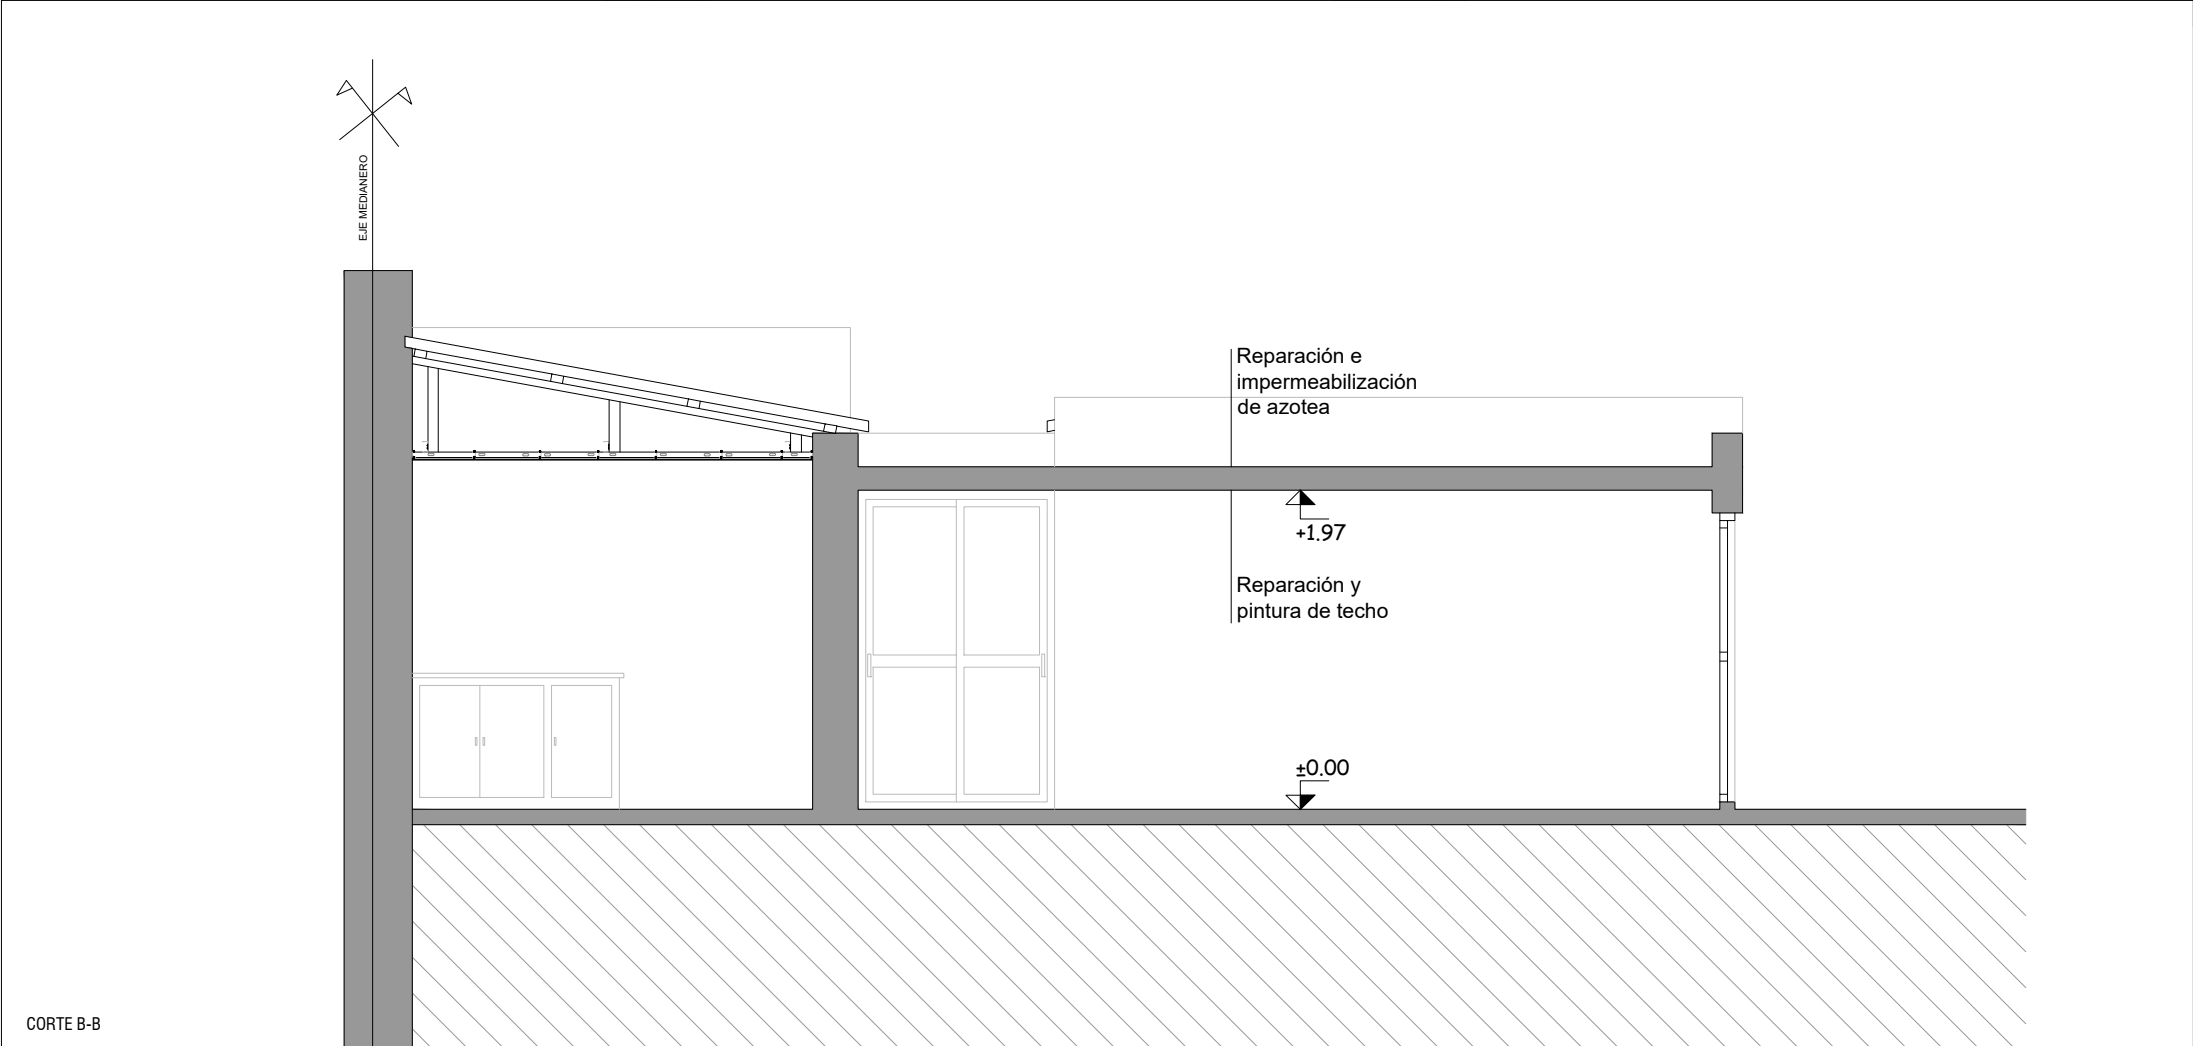 EJE MEDIANERO
Reparación e
impermeabilización
de azotea
+1.97
Reparación y
pintura de techo
±0.00
CORTE B-B